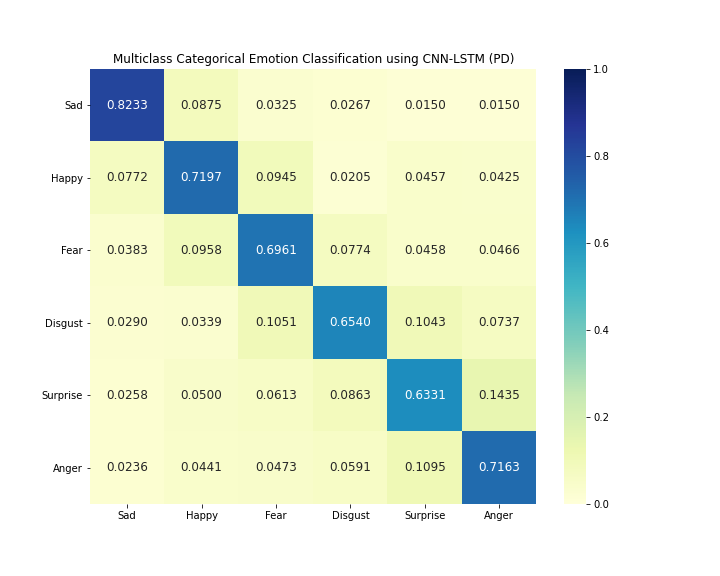 Multiclass Categorical Emotion Classification using CNN-LSTM (PD)
Sad 0.8233 0.0875 0.0325 0.0267 0.0150 0.0150
Happy 0.0772 0.7197 0.0945 0.0205 0.0457 0.0425
Fear 0.0383 0.0958 0.6961 0.0774 0.0458 0.0466
Disgust 0.0290 0.0339 0.1051 0.6540 0.1043 0.0737
Surprise 0.0258 0.0500 0.0613 0.0863 0.6331 0.1435
Anger 0.0236 0.0441 0.0473 0.0591 0.1095 0.7163
Sad Happy Fear Disgust Surprise Anger
1.0
0.8
0.6
0.4
0.2
0.0